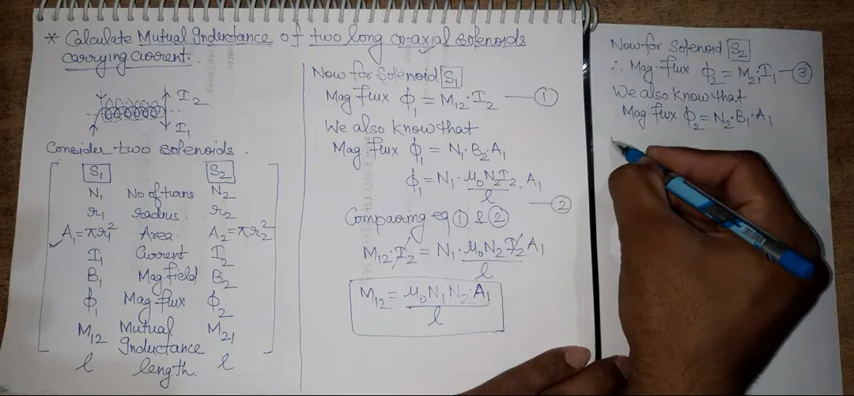 * Calculate Mutual Inductance of two long co-axial solenoids
carrying current.
I₂
I₁
Consider two solenoids.
S₁ S₂
N₁ No of turns N₂
r₁ radius. r₂
A₁=πr₁² Area. A₂=πr₂²
I₁ Current I₂
B₁ Mag field B₂
ϕ₁ Mag flux ϕ₂
M₁₂ Mutual Inductance M₂₁
l length. l
Now for Solenoid S₁
Mag flux ϕ₁ = M₁₂·I₂ — ①
We also know that
Mag. flux ϕ₁ = N₁·B₂·A₁
ϕ₁ = N₁·μ₀N₂I₂/l·A₁ — ②
Comparing eq ① & ②
M₁₂·I₂ = N₁·μ₀N₂I₂A₁/l
M₁₂ = μ₀N₁N₂·A₁/l
Now for Solenoid S₂
∴ Mag. flux ϕ₂ = M₂₁·I₁ — ③
We also know that
Mag. flux ϕ₂ = N₂·B₁·A₁